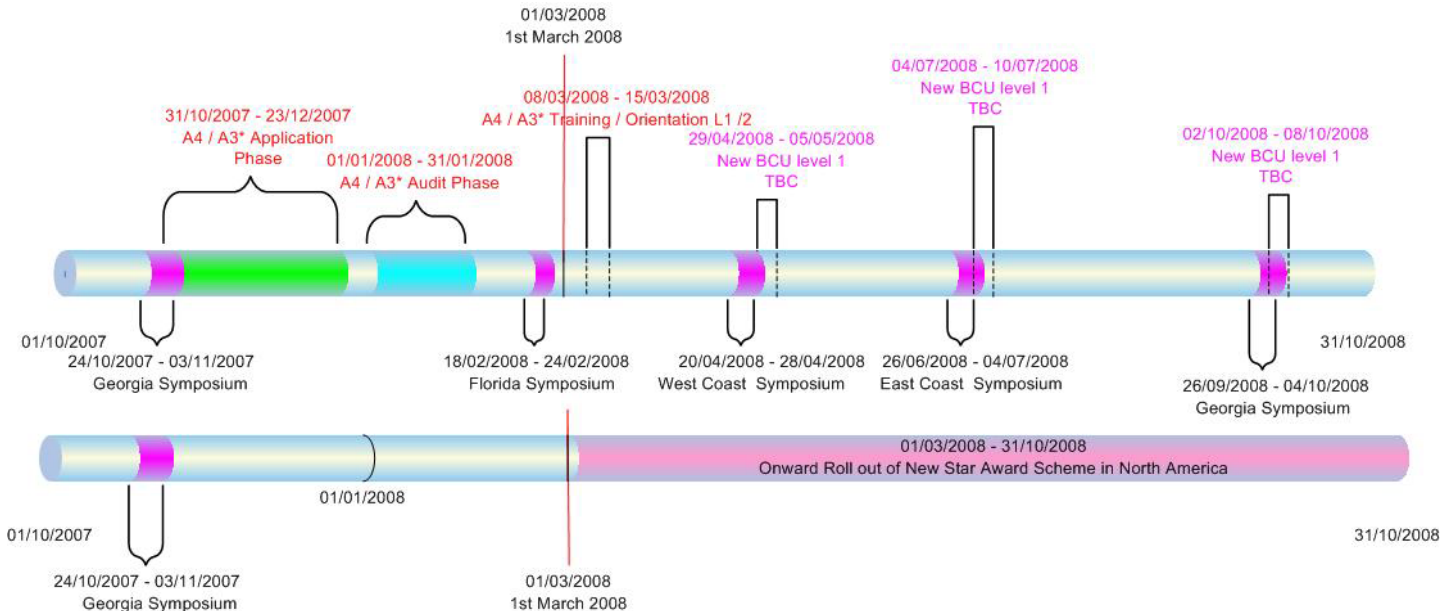 01/03/2008
1st March 2008
31/10/2007 - 23/12/2007
A4 / A3* Application
Phase
01/01/2008 - 31/01/2008
A4 / A3* Audit Phase
08/03/2008 - 15/03/2008
A4 / A3* Training / Orientation L1 /2
29/04/2008 - 05/05/2008
New BCU level 1
TBC
04/07/2008 - 10/07/2008
New BCU level 1
TBC
02/10/2008 - 08/10/2008
New BCU level 1
TBC
01/10/2007
31/10/2008
24/10/2007 - 03/11/2007
Georgia Symposium
18/02/2008 - 24/02/2008
Florida Symposium
20/04/2008 - 28/04/2008
West Coast Symposium
26/06/2008 - 04/07/2008
East Coast Symposium
26/09/2008 - 04/10/2008
Georgia Symposium
01/03/2008 - 31/10/2008
Onward Roll out of New Star Award Scheme in North America
01/01/2008
01/10/2007
31/10/2008
24/10/2007 - 03/11/2007
Georgia Symposium
01/03/2008
1st March 2008